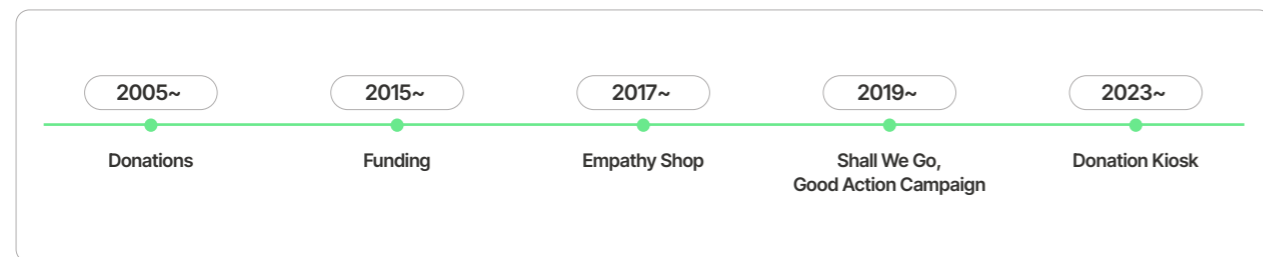 2005~
2015~
2017~
2019~
2023~
Donations
Funding
Empathy Shop
Shall We Go,
Good Action Campaign
Donation Kiosk